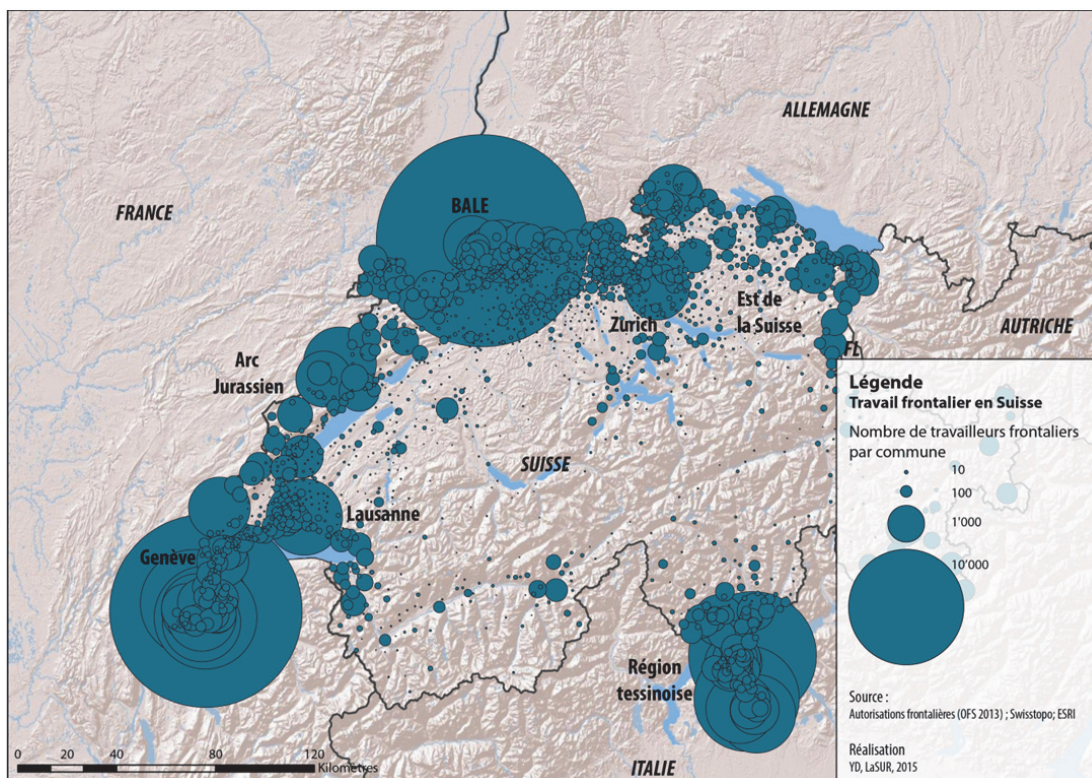 ALLEMAGNE
FRANCE
BALE
Zürich
Est de
la Suisse
AUTRICHE
FL
Arc
Jurassien
SUISSE
Lausanne
Genève
Région
tessinoise
ITALIE
0 20 40 80 120
Kilomètres
Légende
Travail frontalier en Suisse
Nombre de travailleurs frontaliers
par commune
10
100
1'000
10'000
Source :
Autorisations frontalières (OFS 2013) ; Swisstopo; ESRI
Réalisation
YD, LaSUR, 2015